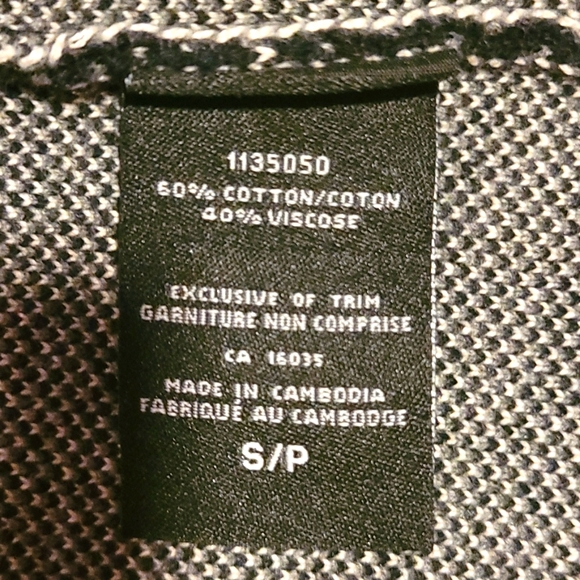 1135050
60% COTTON/COTON
40% VISCOSE
EXCLUSIVE OF TRIM
GARNITURE NON COMPRISE
CA 16035
MADE IN CAMBODIA
FABRIQUÉ AU CAMBODGE
S/P